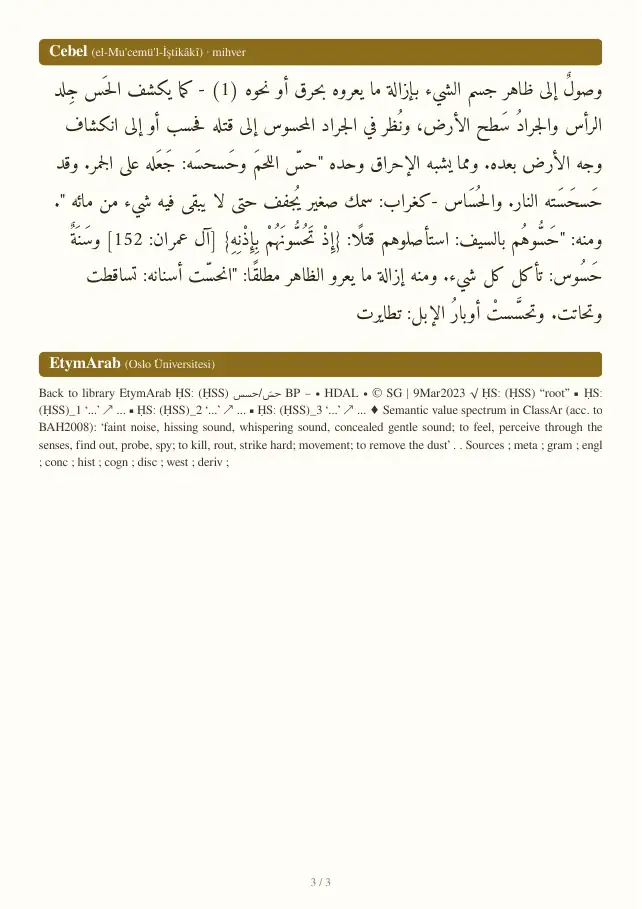 Cebel (el-Mu'cemü'l-İştikâkî) · mihver
وصولٌ إلى ظاهر جسم الشيء بإزالة ما يعروه بحرق أو نحوه (1) - كما يكشف الحَس جِلد
الرأس والجرادُ سَطح الأرض، ونُظر في الجراد المحسوس إلى قتله فحسب أو إلى انكشاف
وجه الأرض بعده. ومما يشبه الإحراق وحده "حسّ اللحمَ وحَسحسَه: جَعَله على الجمر. وقد
حَسحَسَته النار. والحُسَاس -كغراب: سمك صغير يُجفف حتى لا يبقى فيه شيء من مائه ".
ومنه: "حَسُّوهُم بالسيف: استأصلوهم قتلًا: {إِذْ تَحُسُّونَهُمْ بِإِذْنِهِ} [آل عمران: 152] وسَنَةٌ
حَسُوس: تأكل كل شيء. ومنه إزالة ما يعرو الظاهر مطلقًا: "انحسّت أسنانه: تساقطت
وتحاتت. وتحسَّستْ أوبارُ الإبل: تطايرت
EtymArab (Oslo Üniversitesi)
Back to library EtymArab ḤS: (ḤSS) حسّ/حسس BP – • HDAL • © SG | 9Mar2023 √ ḤS: (ḤSS) “root” ▪ ḤS:
(ḤSS)_1 ‘...’ ↗ ... ▪ ḤS: (ḤSS)_2 ‘...’ ↗ ... ▪ ḤS: (ḤSS)_3 ‘...’ ↗ ... ♦ Semantic value spectrum in ClassAr (acc. to
BAH2008): ‘faint noise, hissing sound, whispering sound, concealed gentle sound; to feel, perceive through the
senses, find out, probe, spy; to kill, rout, strike hard; movement; to remove the dust’ . . Sources ; meta ; gram ; engl
; conc ; hist ; cogn ; disc ; west ; deriv ;
3 / 3